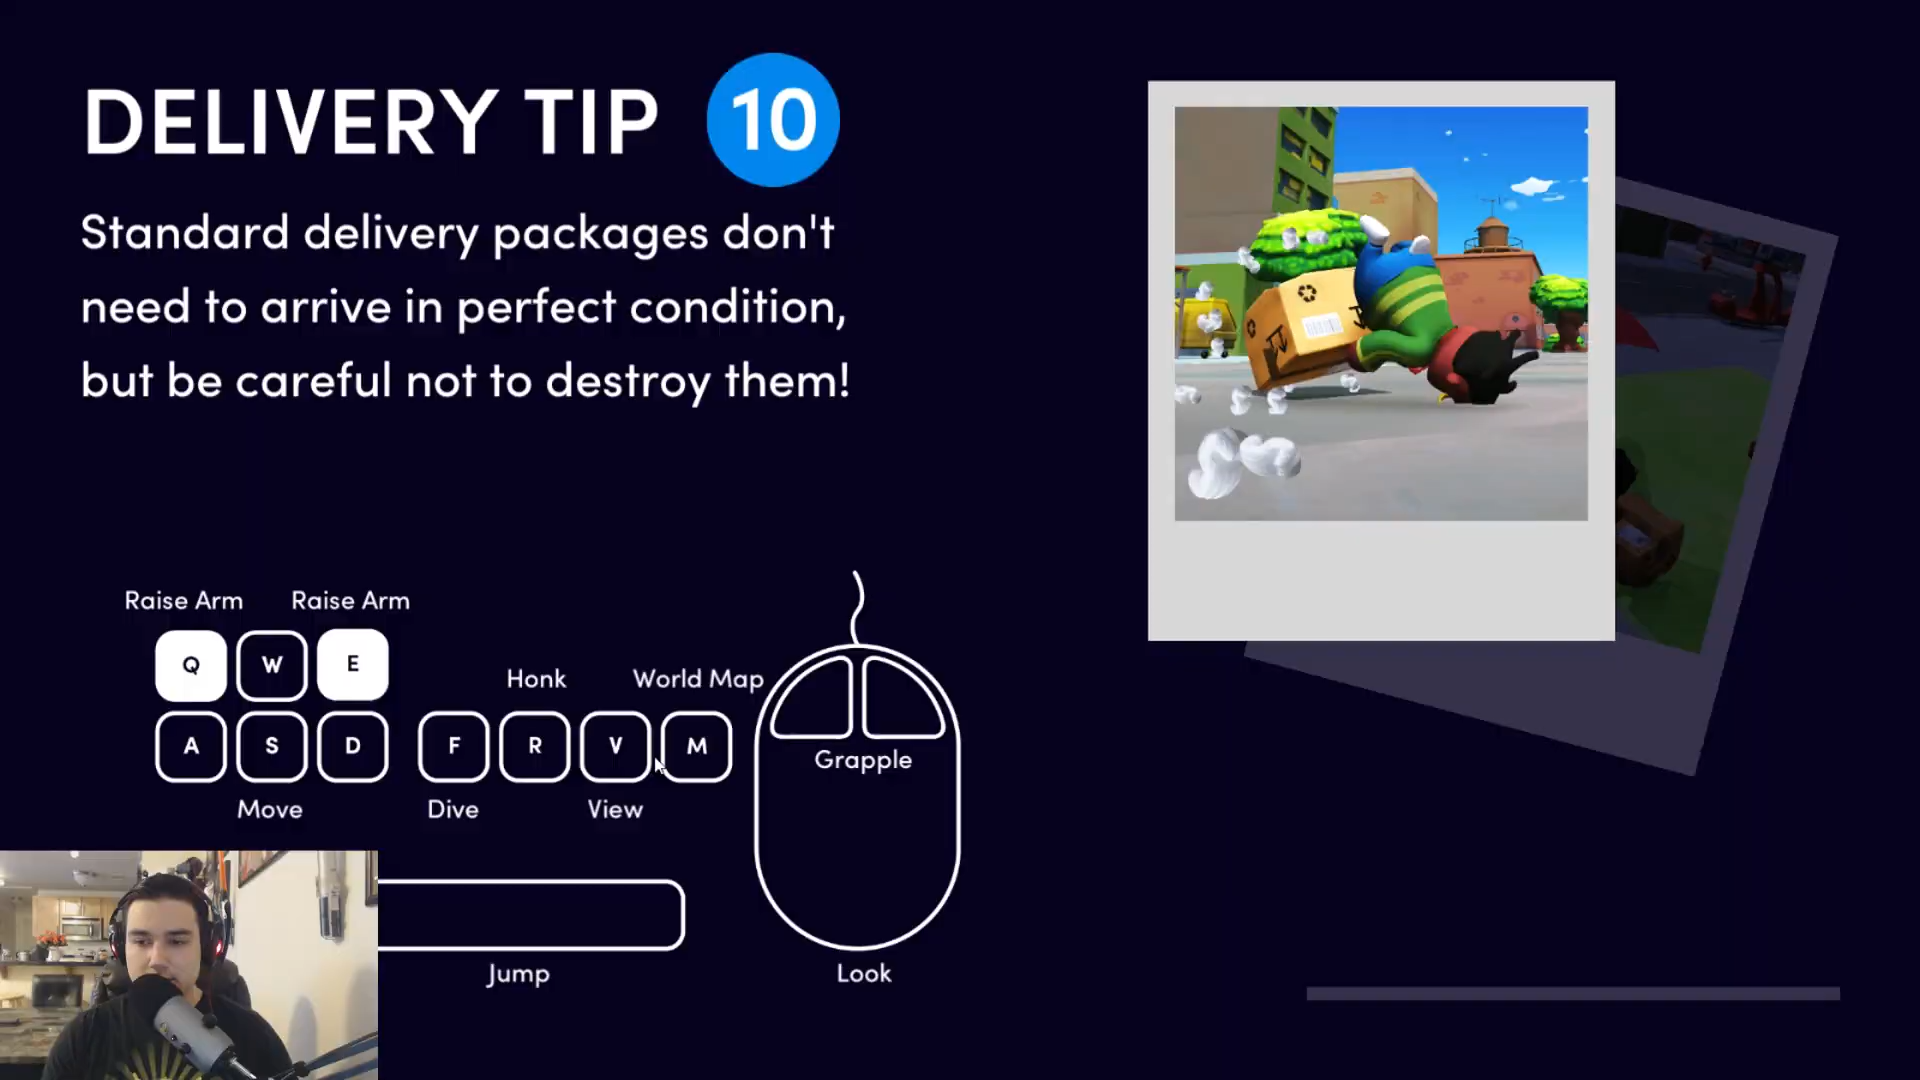 DELIVERY TIP 10
Standard delivery packages don't
need to arrive in perfect condition,
but be careful not to destroy them!
Raise Arm Raise Arm
Q W E
Honk World Map
A S D F R V M
Grapple
Move Dive View
Jump Look